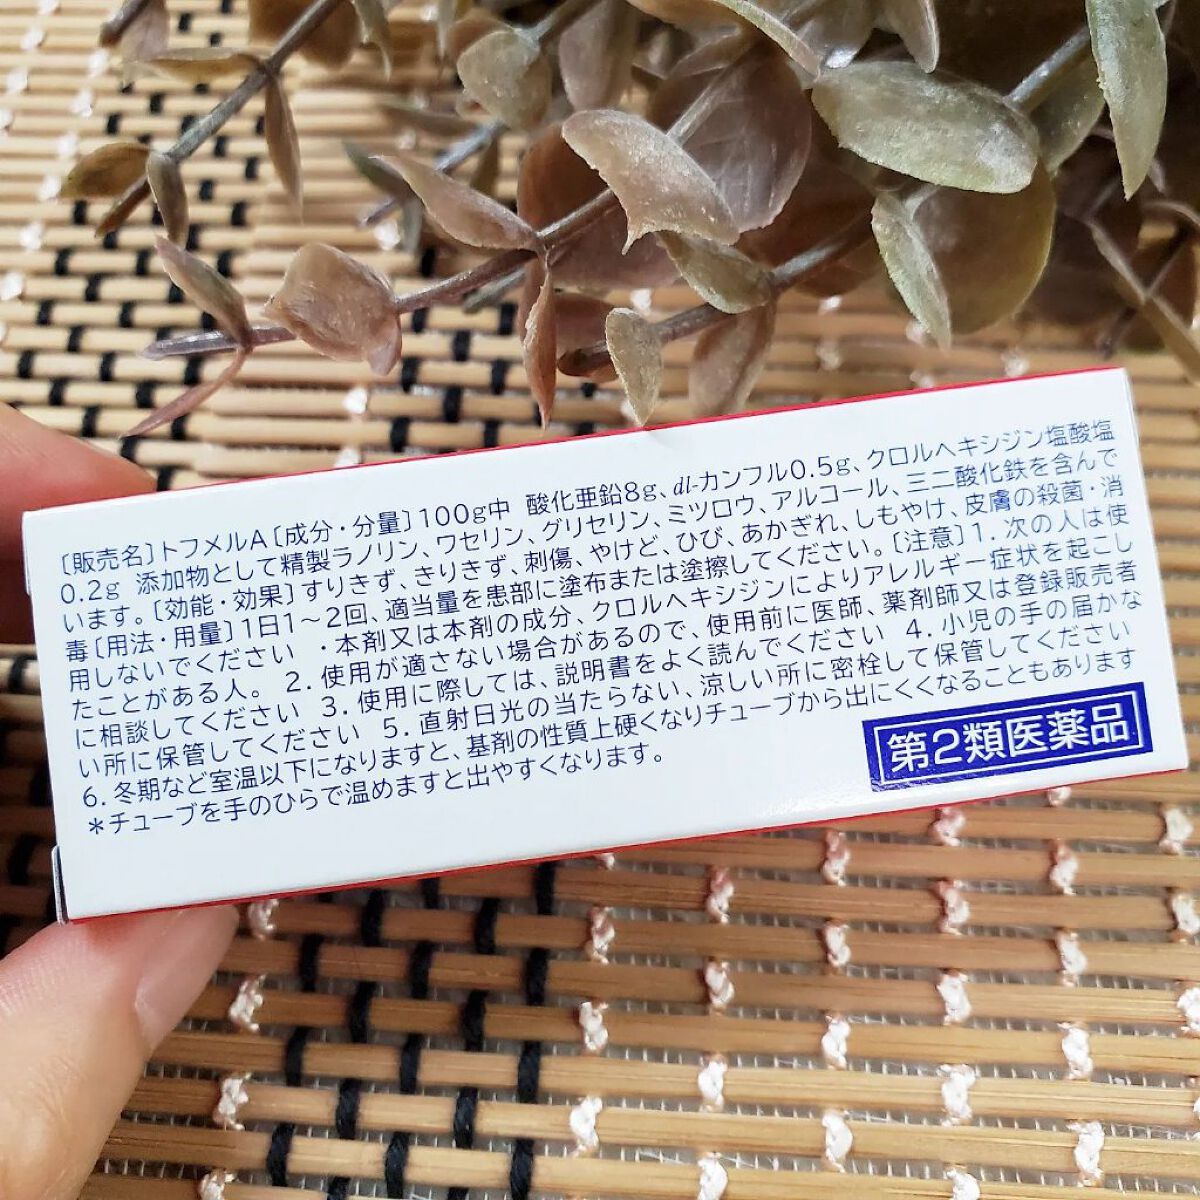 〔販売名〕トフメルA〔成分・分量〕100g中 酸化亜鉛8g、dl-カンフル0.5g、クロルヘキシジン塩酸塩
0.2g 添加物として精製ラノリン、ワセリン、グリセリン、ミツロウ、アルコール、三二酸化鉄を含んで
います。〔効能・効果〕すりきず、きりきず、刺傷、やけど、ひび、あかぎれ、しもやけ、皮膚の殺菌・消
毒〔用法・用量〕1日1～2回、適当量を患部に塗布または塗擦してください。〔注意〕1. 次の人は使
用しないでください ・本剤又は本剤の成分、クロルヘキシジンによりアレルギー症状を起こし
たことがある人。 2. 使用が適さない場合があるので、使用前に医師、薬剤師又は登録販売者
に相談してください 3. 使用に際しては、説明書をよく読んでください 4. 小児の手の届かな
い所に保管してください 5. 直射日光の当たらない、涼しい所に密栓して保管してください
6. 冬期など室温以下になりますと、基剤の性質上硬くなりチューブから出にくくなることもあります
＊チューブを手のひらで温めますと出やすくなります。
第2類医薬品